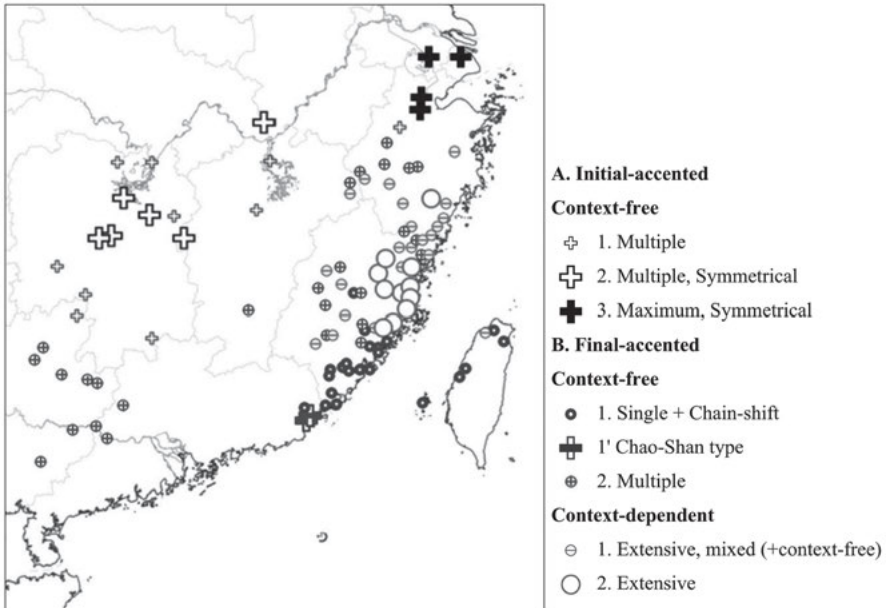 A. Initial-accented
Context-free
1. Multiple
2. Multiple, Symmetrical
3. Maximum, Symmetrical
B. Final-accented
Context-free
1. Single + Chain-shift
1' Chao-Shan type
2. Multiple
Context-dependent
1. Extensive, mixed (+context-free)
2. Extensive